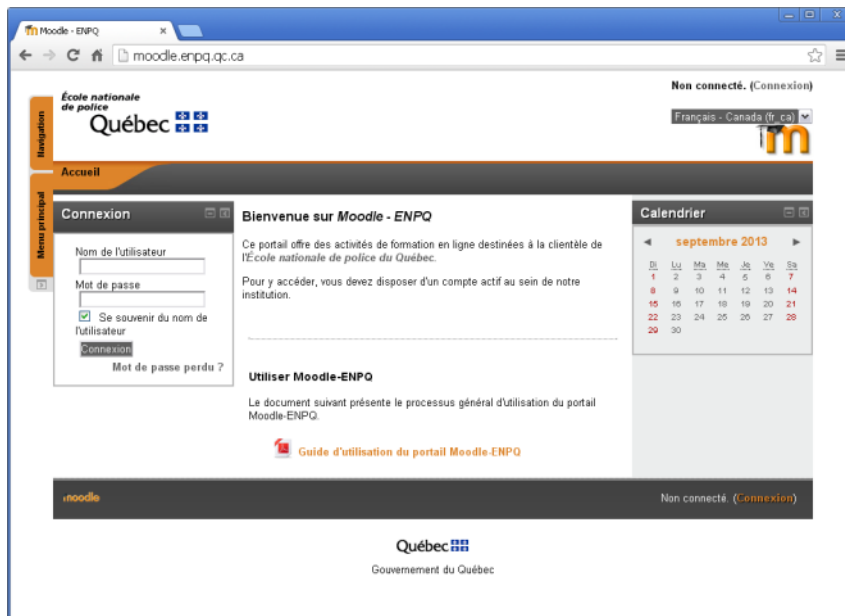 Moodle - ENPQ
moodle.enpq.qc.ca
Non connecté. (Connexion)
École nationale
de police
Québec
Français - Canada (fr_ca)
m
Navigation
Accueil
Menu principal
Connexion
Nom de l'utilisateur
Mot de passe
Se souvenir du nom de
l'utilisateur
Connexion
Mot de passe perdu ?
Bienvenue sur Moodle - ENPQ
Ce portail offre des activités de formation en ligne destinées à la clientèle de
l'École nationale de police du Québec.
Pour y accéder, vous devez disposer d'un compte actif au sein de notre
institution.
Utiliser Moodle-ENPQ
Le document suivant présente le processus général d'utilisation du portail
Moodle-ENPQ.
Guide d'utilisation du portail Moodle-ENPQ
Calendrier
◄ septembre 2013 ►
Di Lu Ma Me Je Ve Sa
1 2 3 4 5 6 7
8 9 10 11 12 13 14
15 16 17 18 19 20 21
22 23 24 25 26 27 28
29 30
moodle
Non connecté. (Connexion)
Québec
Gouvernement du Québec